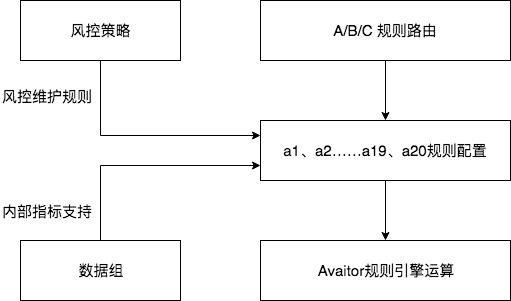 风控策略
A/B/C 规则路由
风控维护规则
a1、a2……a19、a20规则配置
内部指标支持
数据组
Avaitor规则引擎运算